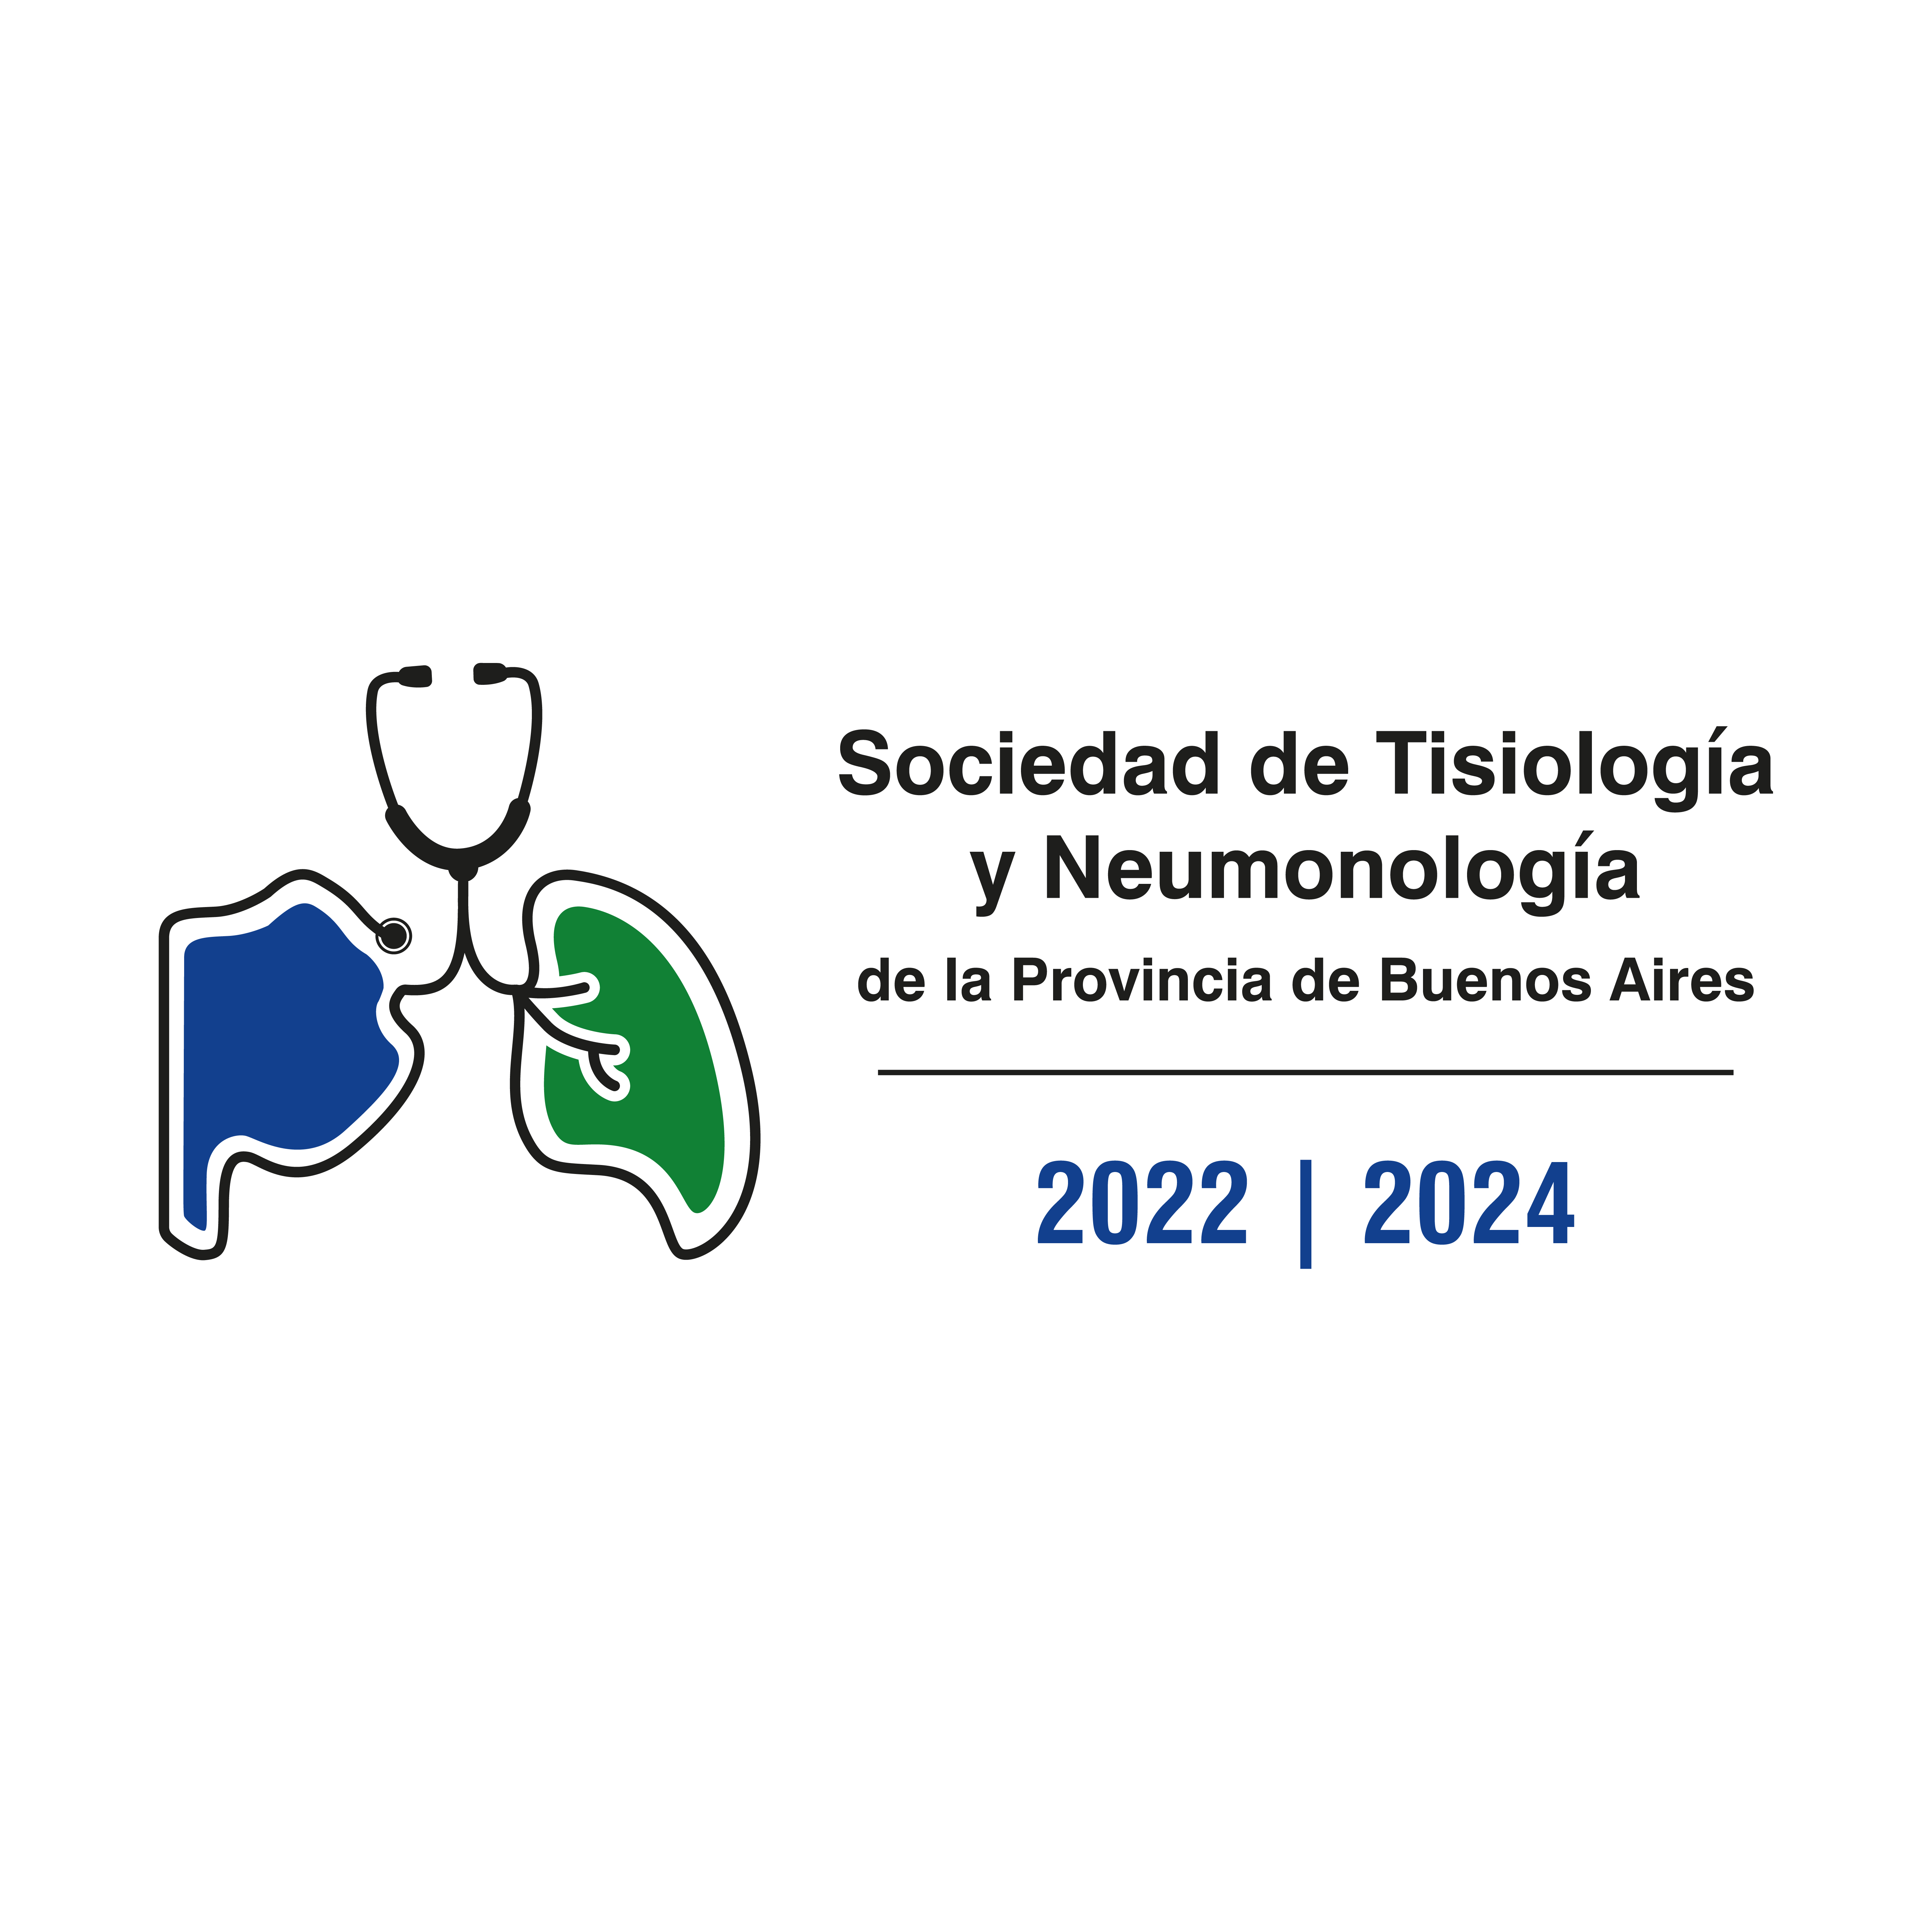 Sociedad de Tisiología
y Neumonología
de la Provincia de Buenos Aires
2022 | 2024